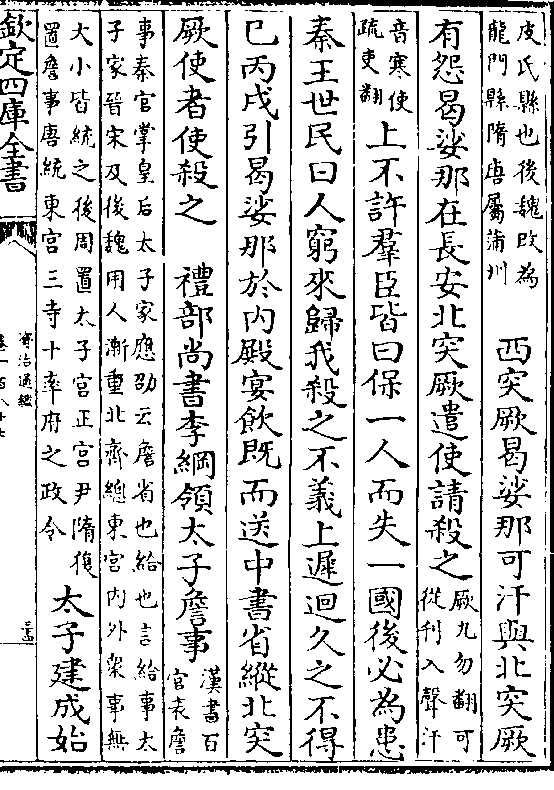 皮氏縣也後魏改為
龍門縣隋唐屬蒲州
西突厥曷娑那可汗與北突厥
有怨曷娑那在長安北突厥遣使請殺之
厥九勿翻可
從刋入聲汗
音寒使
疏吏翻
上不許羣臣皆曰保一人而失一國後必為患
秦王世民曰人窮來歸我殺之不義上遲迴久之不得
已丙戌引曷娑那於内殿宴飲既而送中書省縱北突
厥使者使殺之
禮部尚書李綱領太子詹事
漢書百
官表詹
事秦官掌皇后太子家應劭云詹省也給也言給事太
子家晉宋及後魏用人漸重北齊總東宫内外衆事無
大小皆統之後周置太子宫正宫尹隋復
置詹事唐統東宫三寺十率府之政令
太子建成始
欽定四庫全書
資治通鑑
卷一百八十七